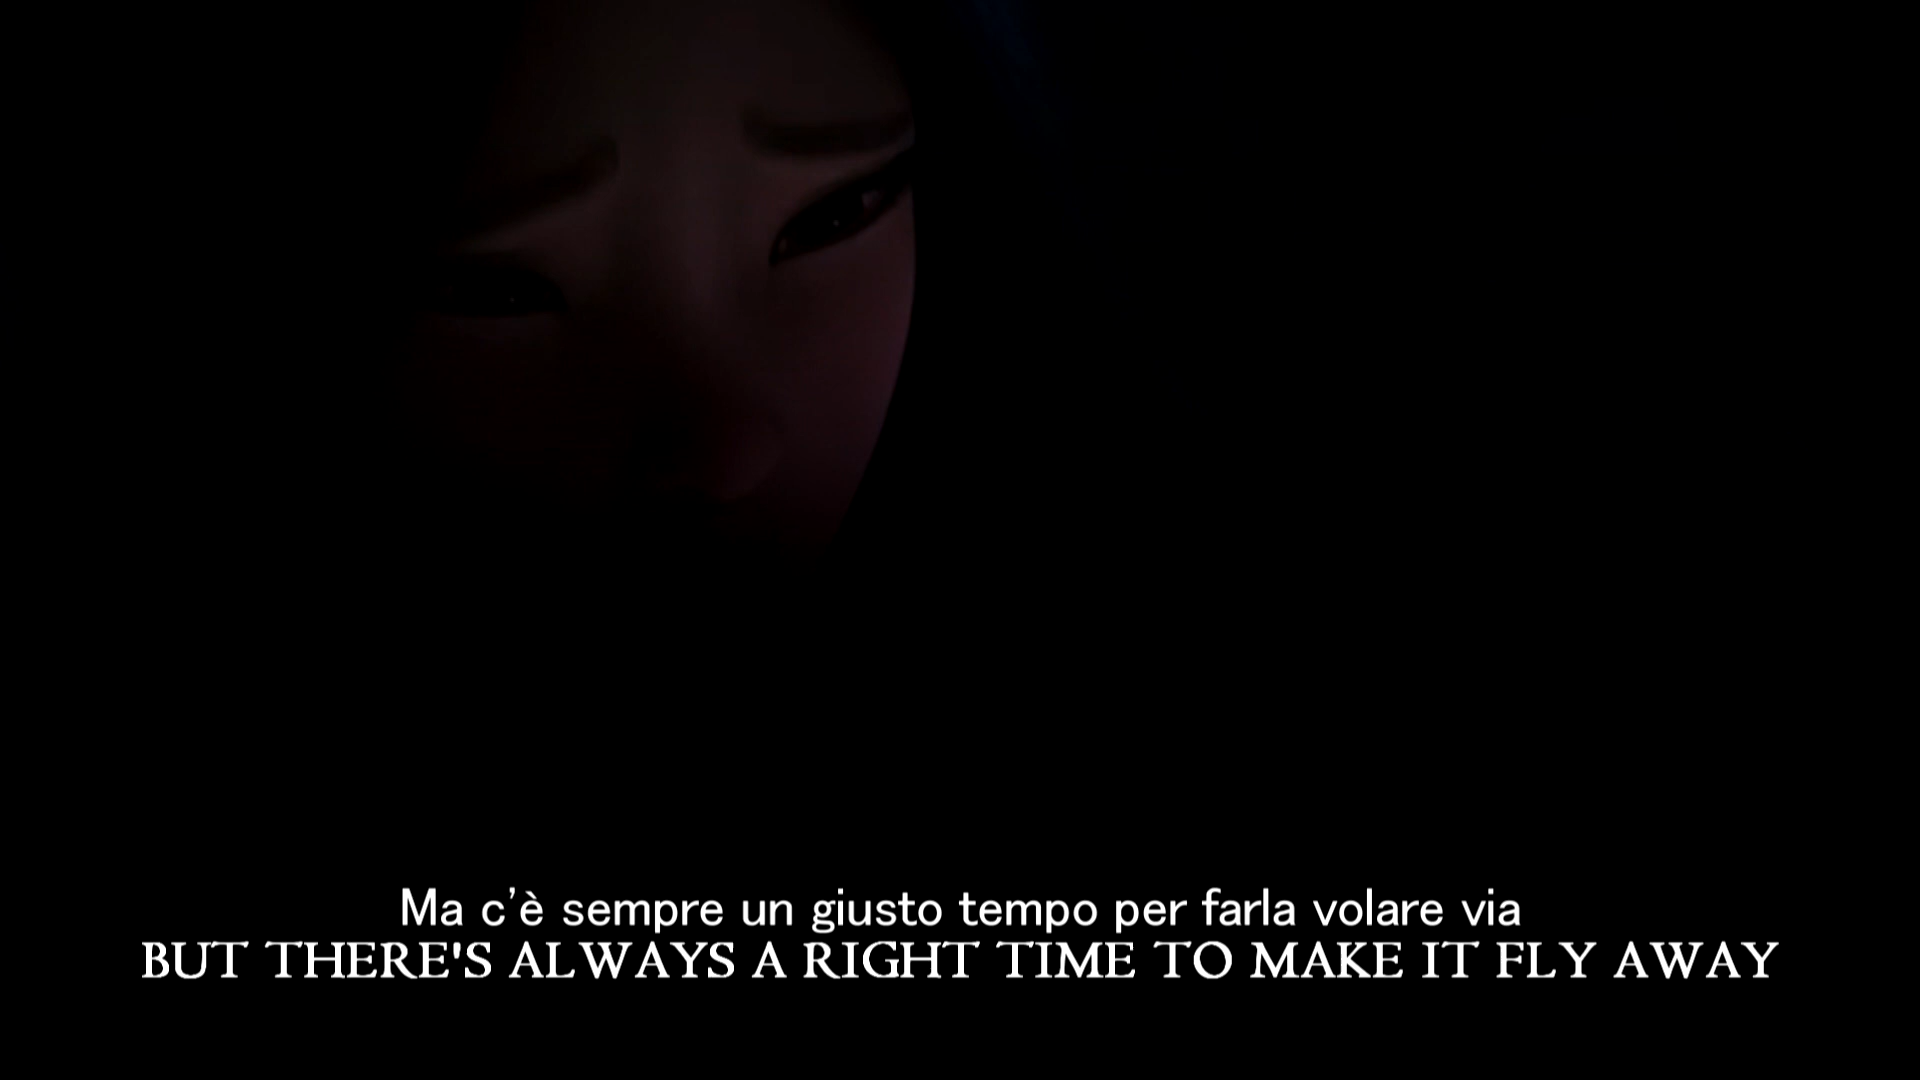 Ma c'è sempre un giusto tempo per farla volare via
BUT THERE'S ALWAYS A RIGHT TIME TO MAKE IT FLY AWAY